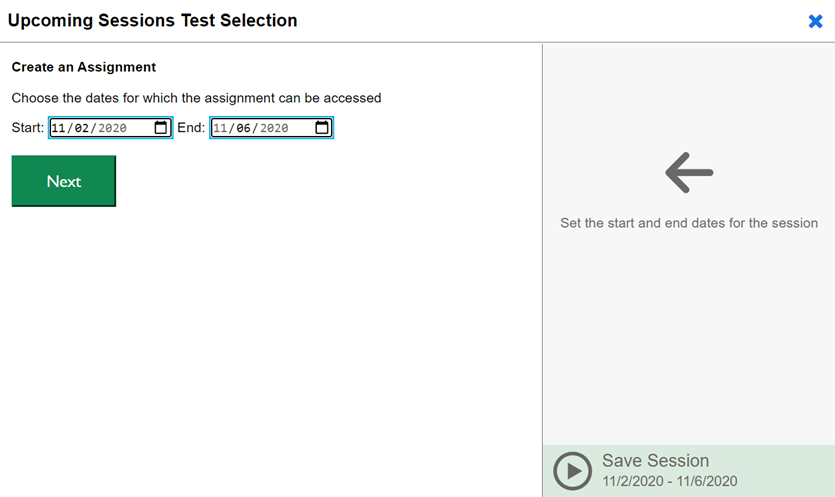 Upcoming Sessions Test Selection
Create an Assignment
Choose the dates for which the assignment can be accessed
Start: 11/02/2020 End: 11/06/2020
Next
Set the start and end dates for the session
Save Session
11/2/2020 - 11/6/2020